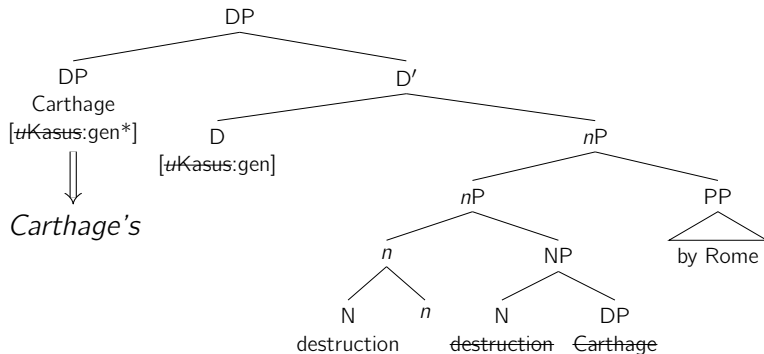 DP
DP D′
Carthage
[uKasus:gen*] D nP
[uKasus:gen]
nP PP
Carthage's
n NP by Rome
N n N DP
destruction destruction Carthage